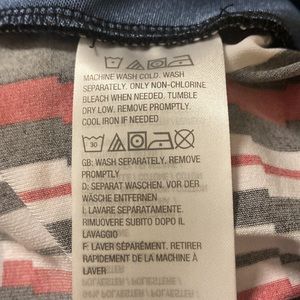 MACHINE WASH COLD. WASH
SEPARATELY. ONLY NON-CHLORINE
BLEACH WHEN NEEDED. TUMBLE
DRY LOW. REMOVE PROMPTLY.
COOL IRON IF NEEDED
30
GB: WASH SEPARATELY, REMOVE
PROMPTLY
D: SEPARAT WASCHEN. VOR DER
WÄSCHE ENTFERNEN
I: LAVARE SEPARATAMENTE
RIMUOVERE SUBITO DOPO IL
LAVAGGIO
F: LAVER SÉPARÉMENT. RETIRER
RAPIDEMENT DE LA MACHINE À
LAVER